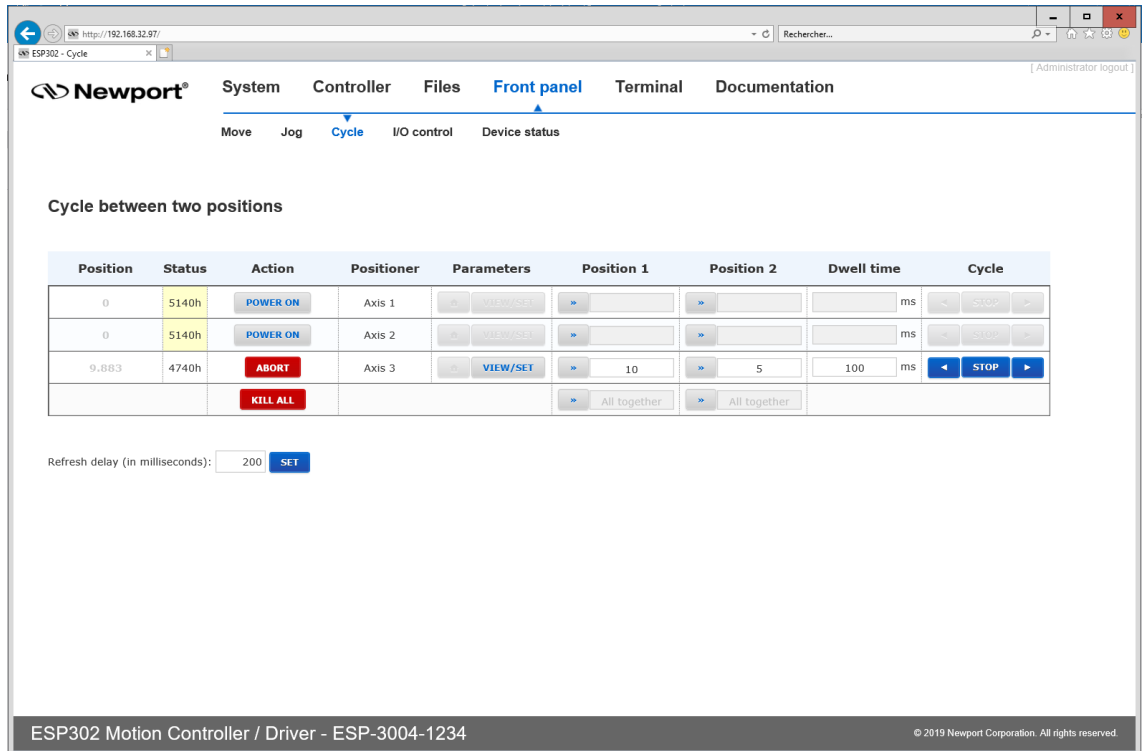 http://192.168.32.97/
Rechercher...
ESP302 - Cycle
[ Administrator logout ]
Newport®
System Controller Files Front panel Terminal Documentation
Move Jog Cycle I/O control Device status
Cycle between two positions
Position Status Action Positioner Parameters Position 1 Position 2 Dwell time Cycle
0 5140h POWER ON Axis 1 VIEW/SET » » ms ◄ STOP ►
0 5140h POWER ON Axis 2 VIEW/SET » » ms ◄ STOP ►
9.883 4740h ABORT Axis 3 VIEW/SET » 10 » 5 100 ms ◄ STOP ►
KILL ALL » All together » All together
Refresh delay (in milliseconds): 200 SET
ESP302 Motion Controller / Driver - ESP-3004-1234
© 2019 Newport Corporation. All rights reserved.